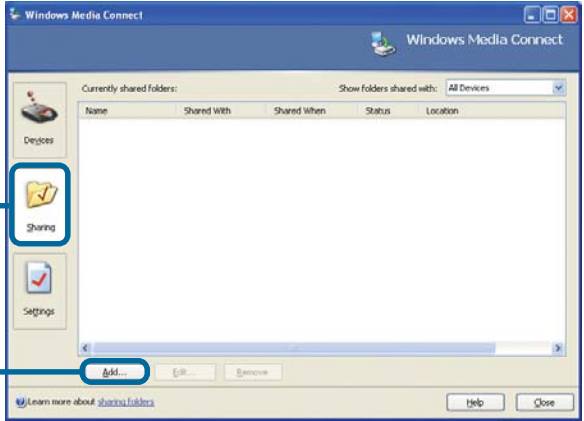 Windows Media Connect
Windows Media Connect
Currently shared folders:
Show folders shared with: All Devices
Name Shared With Shared When Status Location
Devices
Sharing
Settings
Add... Edit... Remove
Learn more about sharing folders
Help Close